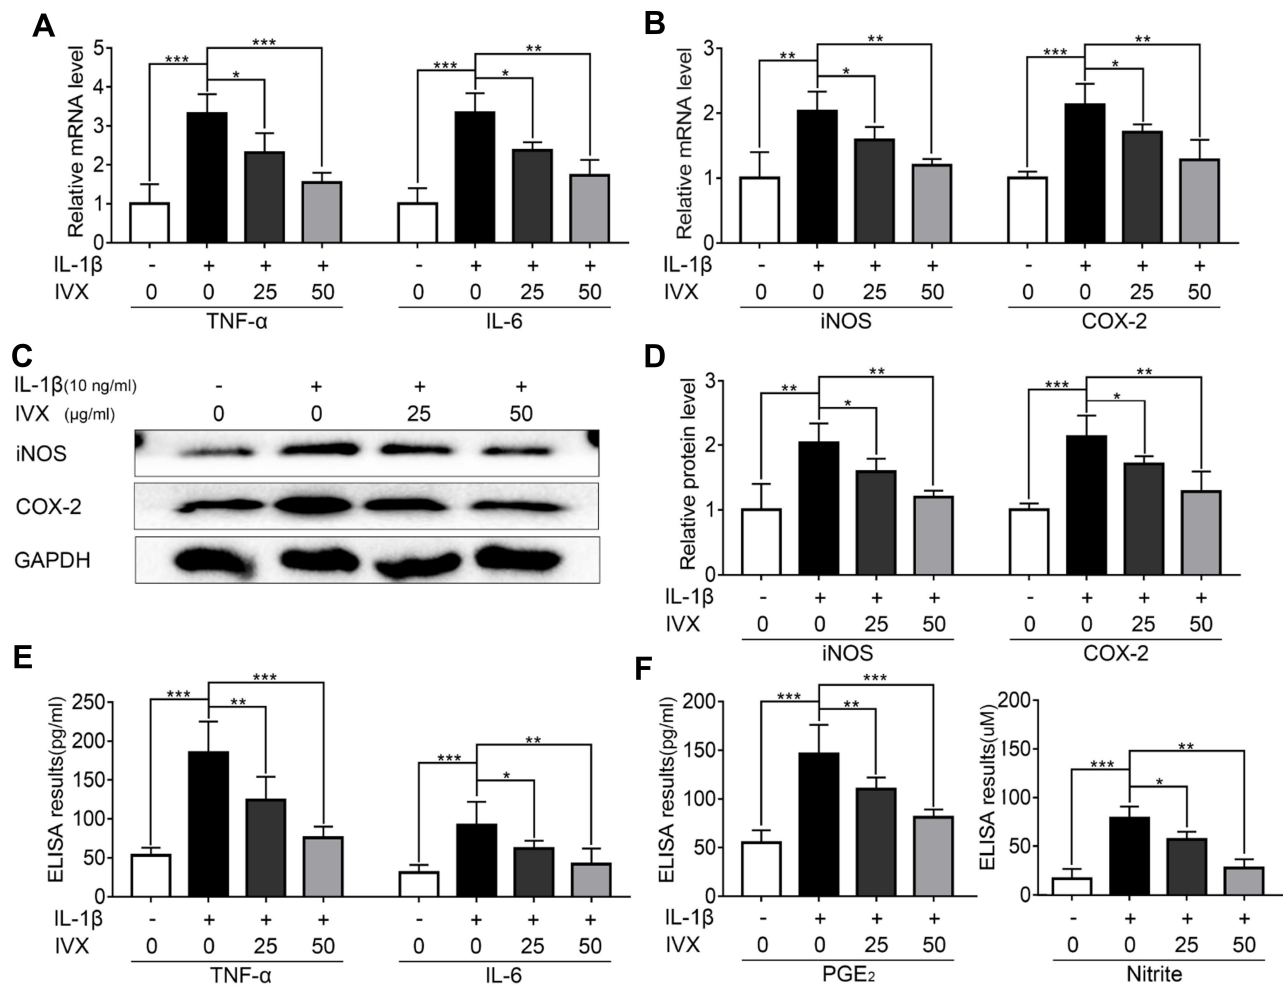 A
Relative mRNA level
5
4
3
2
1
0
***
***
*
***
**
*
IL-1β - + + + - + + +
IVX 0 0 25 50 0 0 25 50
TNF-α IL-6
B
Relative mRNA level
3
2
1
0
**
**
*
***
**
*
IL-1β - + + + - + + +
IVX 0 0 25 50 0 0 25 50
iNOS COX-2
C
IL-1β(10 ng/ml) - + + +
IVX (μg/ml) 0 0 25 50
iNOS
COX-2
GAPDH
D
Relative protein level
3
2
1
0
**
**
*
***
**
*
IL-1β - + + + - + + +
IVX 0 0 25 50 0 0 25 50
iNOS COX-2
E
ELISA results(pg/ml)
250
200
150
100
50
0
***
***
**
***
**
*
IL-1β - + + + - + + +
IVX 0 0 25 50 0 0 25 50
TNF-α IL-6
F
ELISA results(pg/ml)
200
150
100
50
0
***
***
**
ELISA results(uM)
200
150
100
50
0
***
**
*
IL-1β - + + + - + + +
IVX 0 0 25 50 0 0 25 50
PGE₂ Nitrite